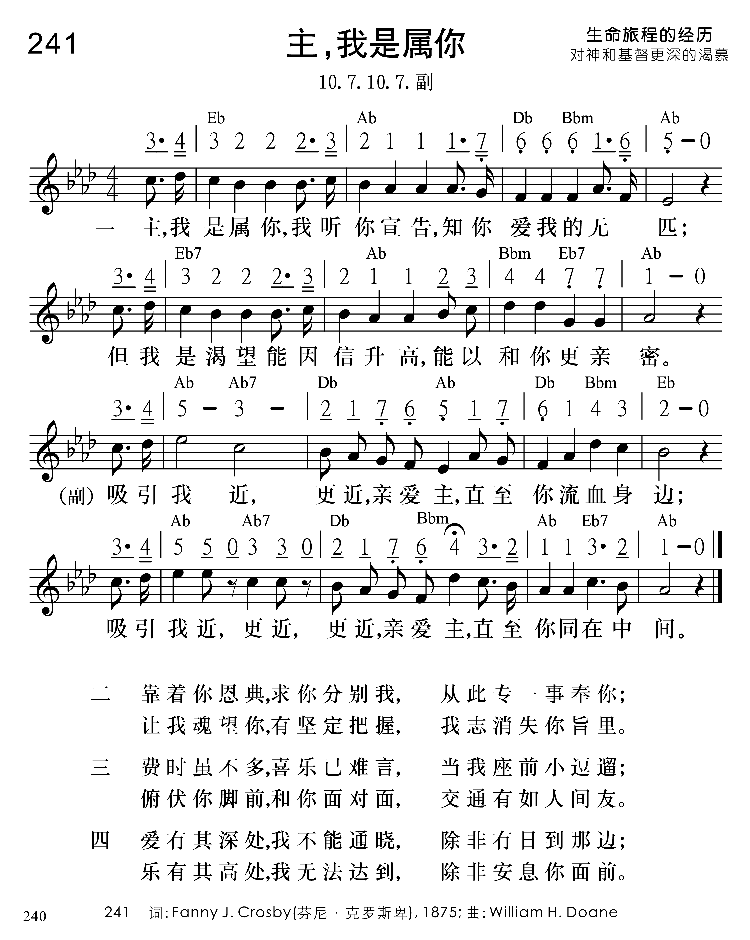 241
主,我是属你
生命旅程的经历
对神和基督更深的渴慕
10.7.10.7.副
Eb Ab Db Bbm Ab
3• 4 | 3 2 2 2• 3 | 2 1 1 1• 7 | 6 6 6 1• 6 | 5 – 0
4
4
一 主,我 是属你,我听你宣告,知你 爱我的无 匹;
Eb7 Ab Bbm Eb7 Ab
3• 4 | 3 2 2 2• 3 | 2 1 1 2 3 | 4 4 7 7 | 1 – 0
但我是渴望能因信升高,能以和你更亲密。
Ab Ab7 Db Ab Db Bbm Eb
3• 4 | 5 – 3 – | 2 1 7 6 5 1 7 | 6 1 4 3 | 2 – 0
(副) 吸引我 近, 更近,亲爱主,直至 你流血身 边;
Ab Ab7 Db Bbm Ab Eb7 Ab
3• 4 | 5 5 0 3 3 0 | 2 1 7 6 4 3• 2 | 1 1 3• 2 | 1 – 0 ||
吸引我近, 更近, 更近,亲爱主,直至你同在中间。
二 靠着你恩典,求你分别我, 从此专一事奉你;
让我魂望你,有坚定把握, 我志消失你旨里。
三 费时虽不多,喜乐已难言, 当我座前小逗遛;
俯伏你脚前,和你面对面, 交通有如人间友。
四 爱有其深处,我不能通晓, 除非有日到那边;
乐有其高处,我无法达到, 除非安息你面前。
240 241 词:Fanny J. Crosby(芬尼·克罗斯卑), 1875; 曲:William H. Doane